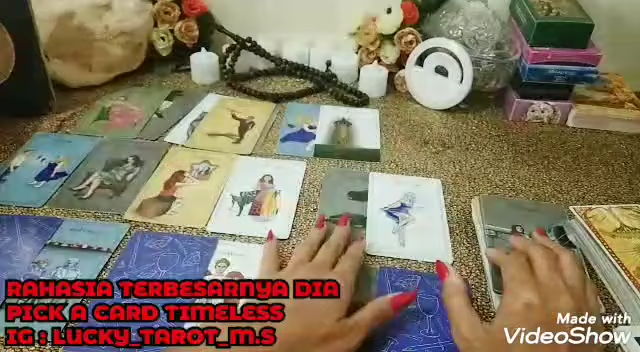 RAHASIA TERBESARNYA DIA
PICK A CARD TIMELESS
IG : LUCKY_TAROT_M.S
Made with
VideoShow